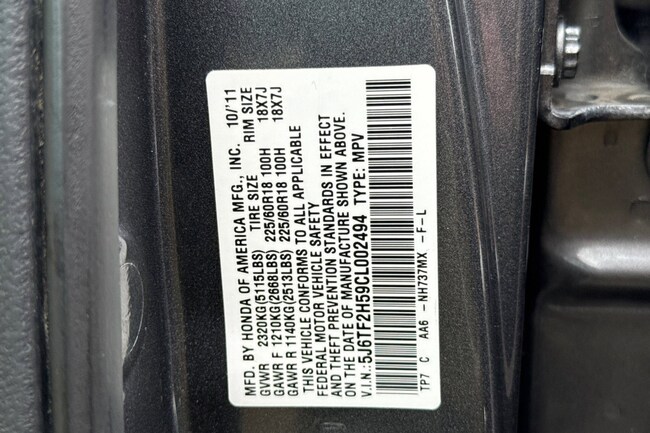 MFD. BY HONDA OF AMERICA MFG., INC. 10/'11
TIRE SIZE RIM SIZE
GVWR 2320KG(5115LBS)
GAWR F 1210KG(2668LBS) 225/60R18 100H 18X7J
GAWR R 1140KG(2513LBS) 225/60R18 100H 18X7J
THIS VEHICLE CONFORMS TO ALL APPLICABLE
FEDERAL MOTOR VEHICLE SAFETY
AND THEFT PREVENTION STANDARDS IN EFFECT
ON THE DATE OF MANUFACTURE SHOWN ABOVE.
V.I.N.: 5J6TF2H59CL002494 TYPE: MPV
TP7 C AA6 -NH737MX -F-L